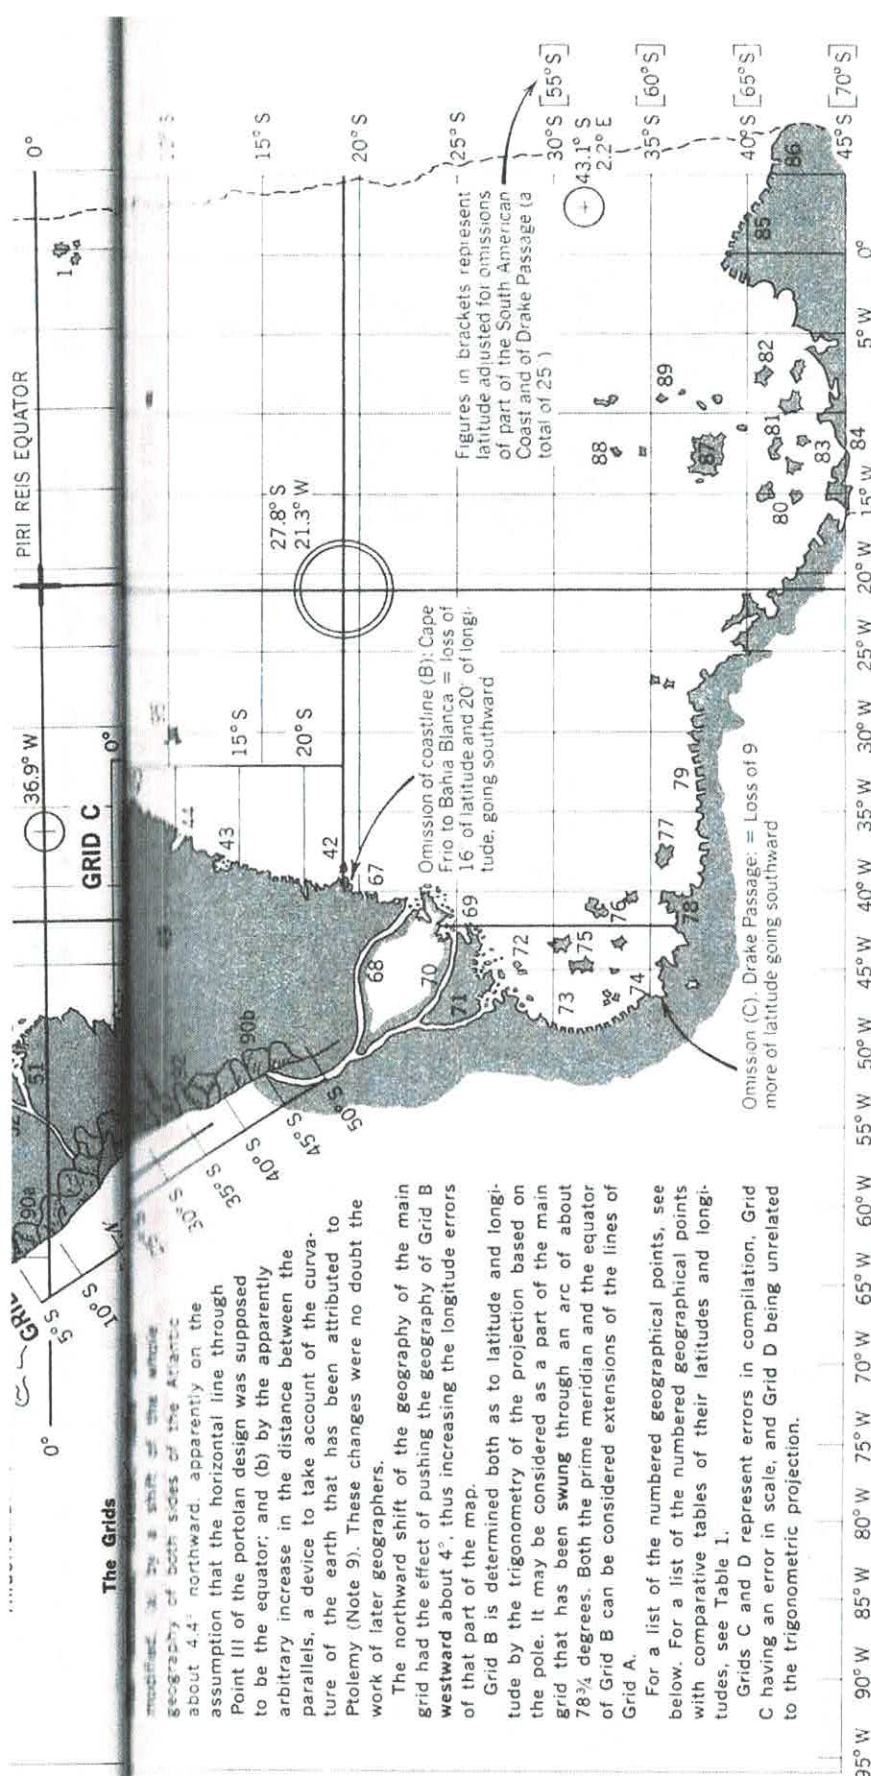 PIRI REIS EQUATOR
0°
36.9° W
GRID C
0°
0°
5°S
10°S
30°S
35°S
40°S
45°S
50°S
15°S
20°S
15°S
20°S
25°S
30°S [55°S]
35°S [60°S]
40°S [65°S]
45°S [70°S]
27.8° S
21.3° W
43.1° S
2.2° E
Figures in brackets represent
latitude adjusted for omissions
of part of the South American
Coast and of Drake Passage (a
total of 25°)
Omission of coastline (B): Cape
Frio to Bahia Blanca = loss of
16° of latitude and 20° of longi-
tude, going southward
Omission (C), Drake Passage: = Loss of 9
more of latitude going southward
1
51
90a
90b
43
42
67
68
69
70
71
72
73
74
75
76
77
78
79
80
81
82
83
84
85
86
87
88
89
The Grids
modified, (a) by a shift of the whole
geography of both sides of the Atlantic
about 4.4° northward, apparently on the
assumption that the horizontal line through
Point III of the portolan design was supposed
to be the equator; and (b) by the apparently
arbitrary increase in the distance between the
parallels, a device to take account of the curva-
ture of the earth that has been attributed to
Ptolemy (Note 9). These changes were no doubt the
work of later geographers.
The northward shift of the geography of the main
grid had the effect of pushing the geography of Grid B
westward about 4°, thus increasing the longitude errors
of that part of the map.
Grid B is determined both as to latitude and longi-
tude by the trigonometry of the projection based on
the pole. It may be considered as a part of the main
grid that has been swung through an arc of about
78¾ degrees. Both the prime meridian and the equator
of Grid B can be considered extensions of the lines of
Grid A.
For a list of the numbered geographical points, see
below. For a list of the numbered geographical points
with comparative tables of their latitudes and longi-
tudes, see Table 1.
Grids C and D represent errors in compilation, Grid
C having an error in scale, and Grid D being unrelated
to the trigonometric projection.
95° W 90° W 85° W 80° W 75° W 70° W 65° W 60° W 55° W 50° W 45° W 40° W 35° W 30° W 25° W 20° W 15° W 5° W 0°